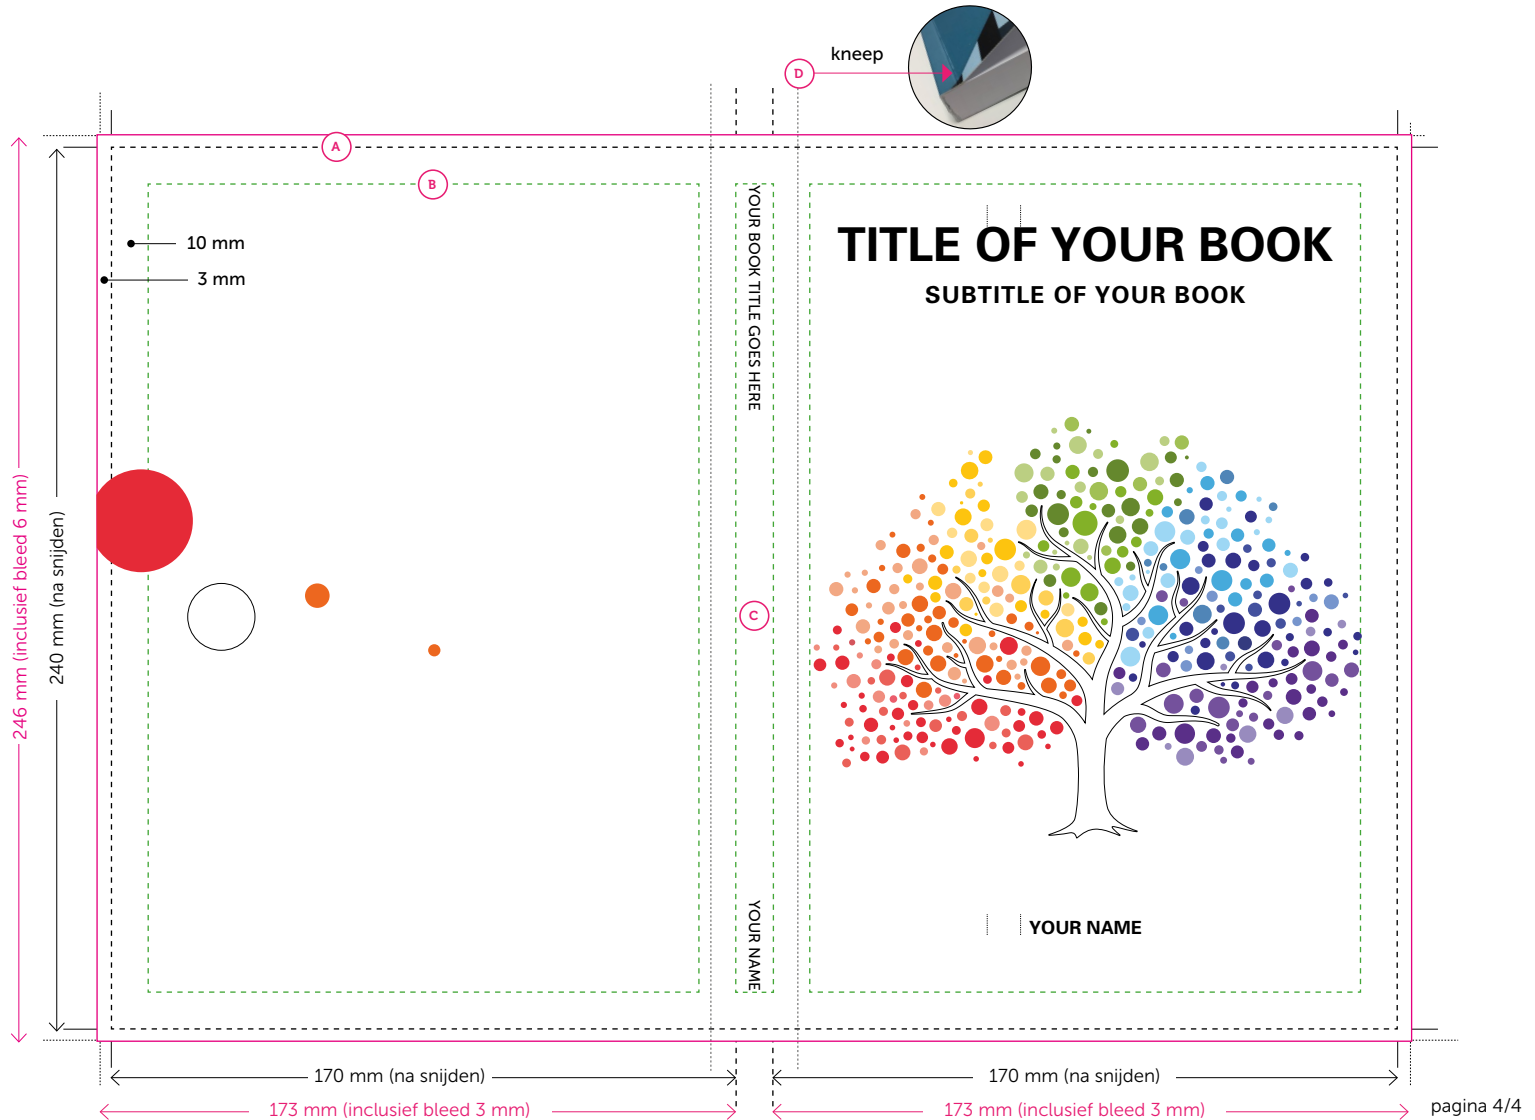 kneep
D
A
B
10 mm
3 mm
246 mm (inclusief bleed 6 mm)
240 mm (na snijden)
YOUR BOOK TITLE GOES HERE
C
YOUR NAME
TITLE OF YOUR BOOK
SUBTITLE OF YOUR BOOK
YOUR NAME
170 mm (na snijden)
170 mm (na snijden)
173 mm (inclusief bleed 3 mm)
173 mm (inclusief bleed 3 mm)
pagina 4/4